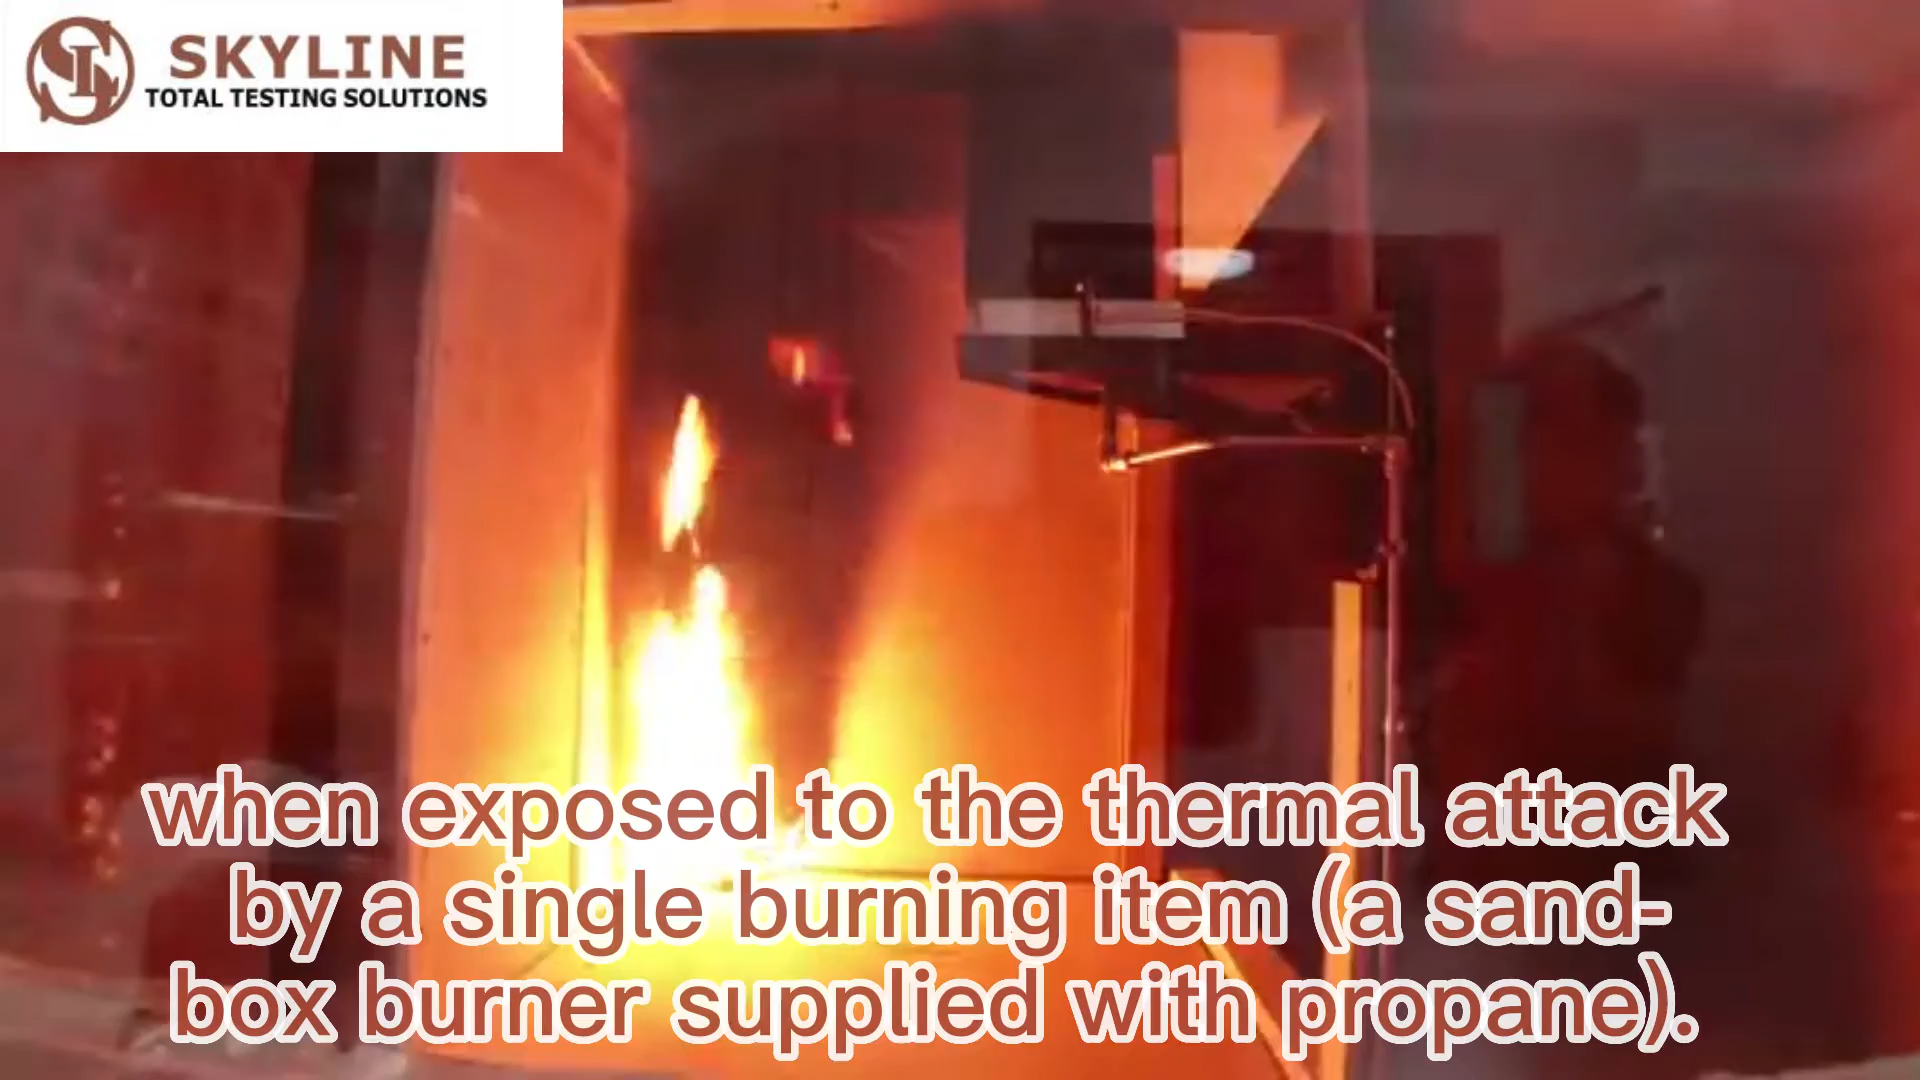 SKYLINE
TOTAL TESTING SOLUTIONS
when exposed to the thermal attack
by a single burning item (a sand-
box burner supplied with propane).